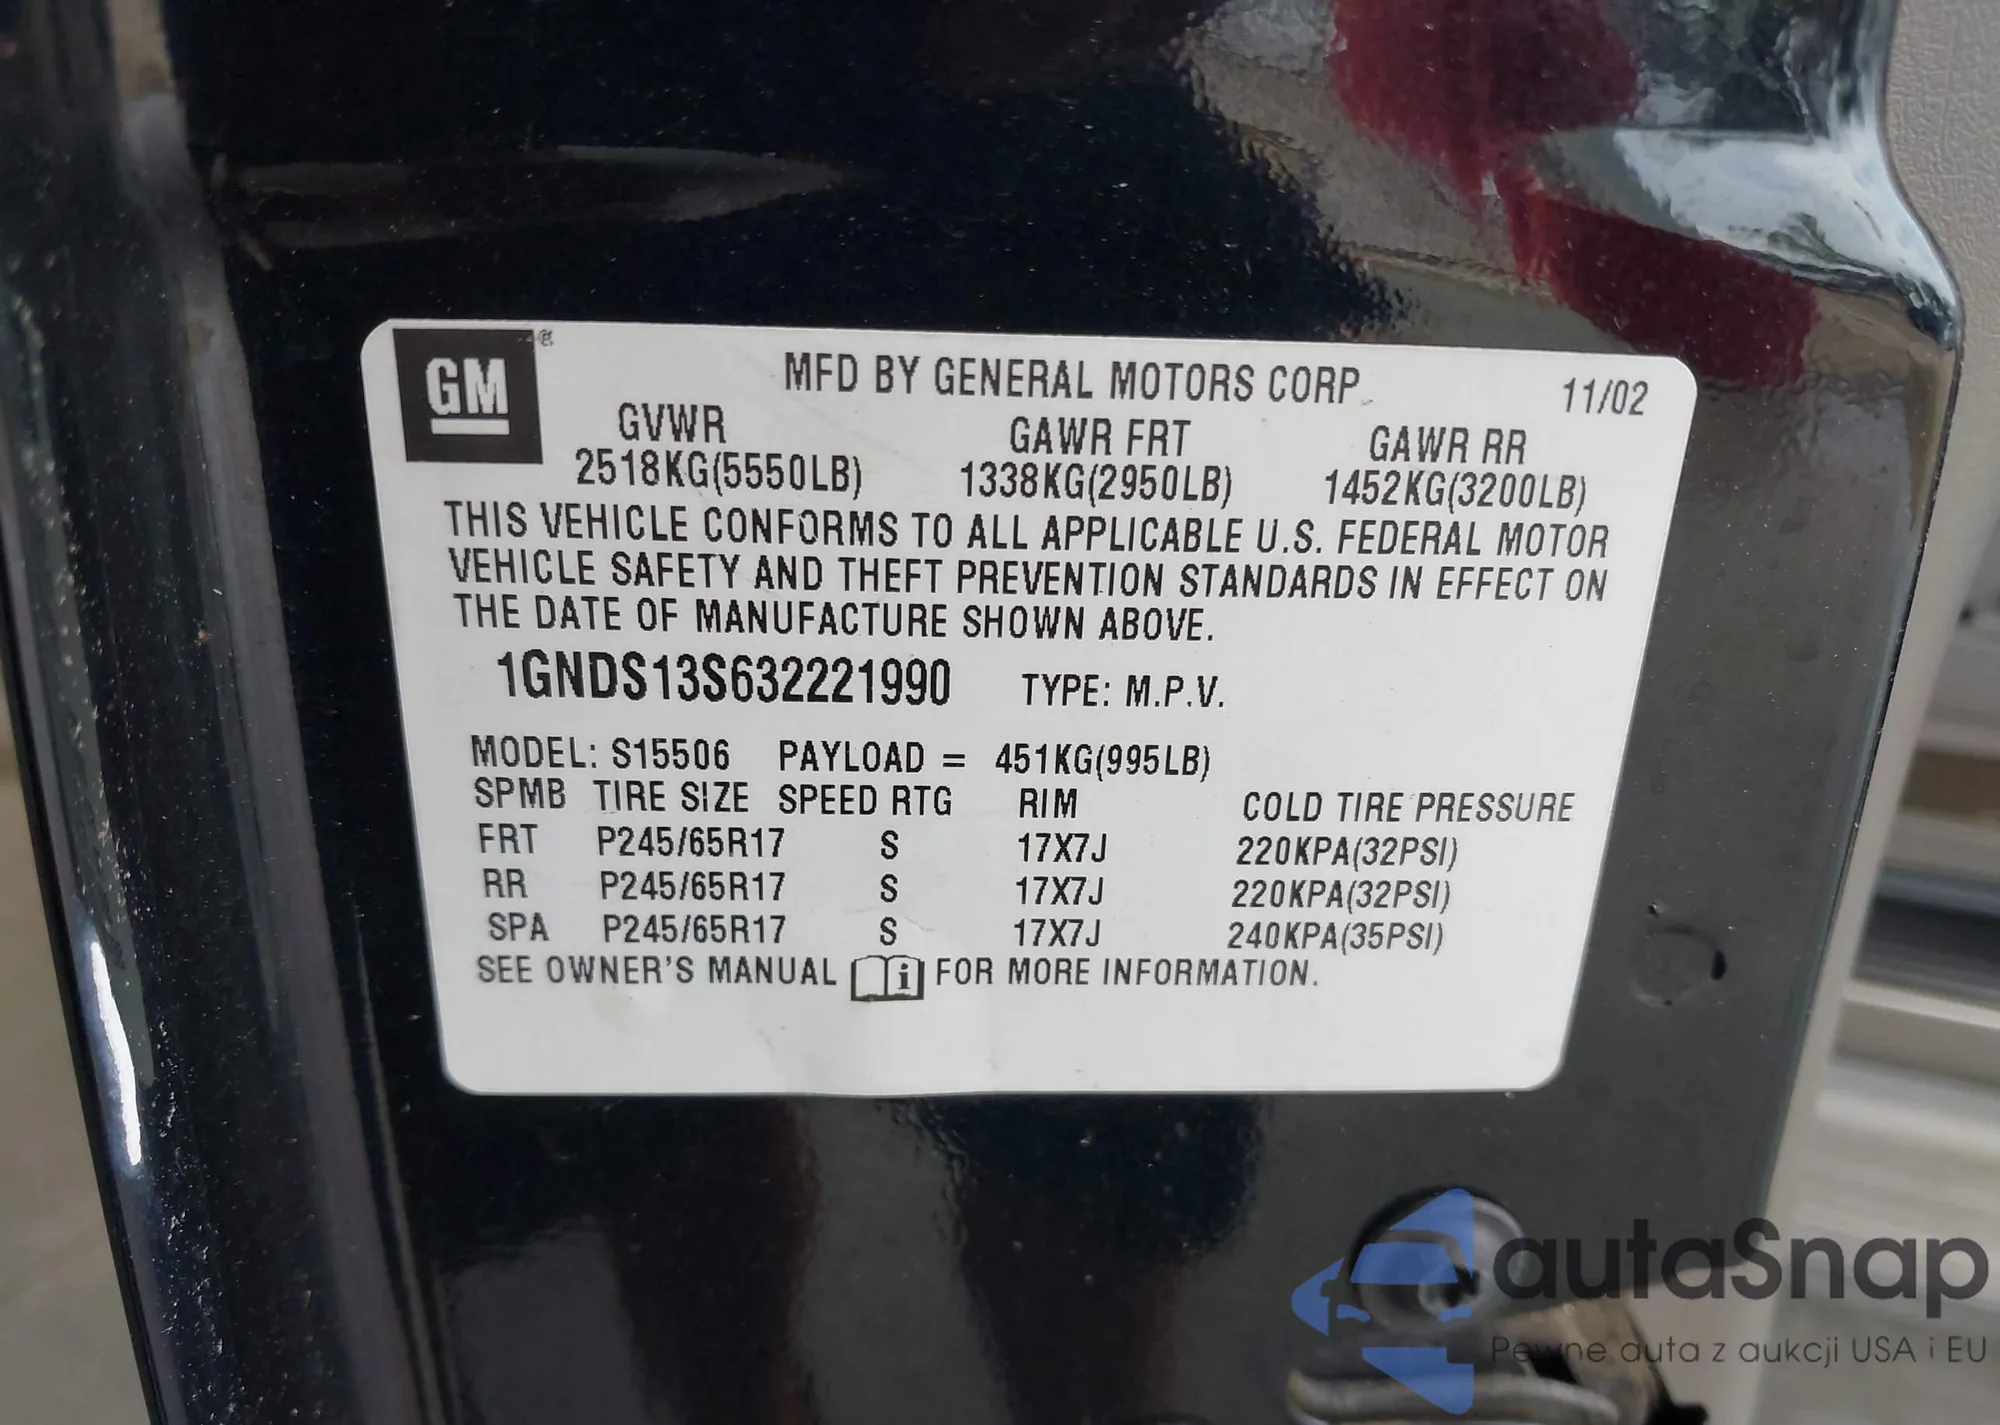 GM®
MFD BY GENERAL MOTORS CORP. 11/02
GVWR GAWR FRT GAWR RR
2518KG(5550LB) 1338KG(2950LB) 1452KG(3200LB)
THIS VEHICLE CONFORMS TO ALL APPLICABLE U.S. FEDERAL MOTOR
VEHICLE SAFETY AND THEFT PREVENTION STANDARDS IN EFFECT ON
THE DATE OF MANUFACTURE SHOWN ABOVE.
1GNDS13S632221990 TYPE: M.P.V.
MODEL: S15506 PAYLOAD = 451KG(995LB)
SPMB TIRE SIZE SPEED RTG RIM COLD TIRE PRESSURE
FRT P245/65R17 S 17X7J 220KPA(32PSI)
RR P245/65R17 S 17X7J 220KPA(32PSI)
SPA P245/65R17 S 17X7J 240KPA(35PSI)
SEE OWNER'S MANUAL i FOR MORE INFORMATION.
autaSnap
Pewne auta z aukcji USA i EU